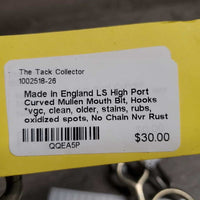 The Tack Collector
1002518-26
Made in England LS High Port
Curved Mullen Mouth Bit, Hooks
*vgc, clean, older, stains, rubs,
oxidized spots, No Chain Nvr Rust
QQEA5P
$30.00